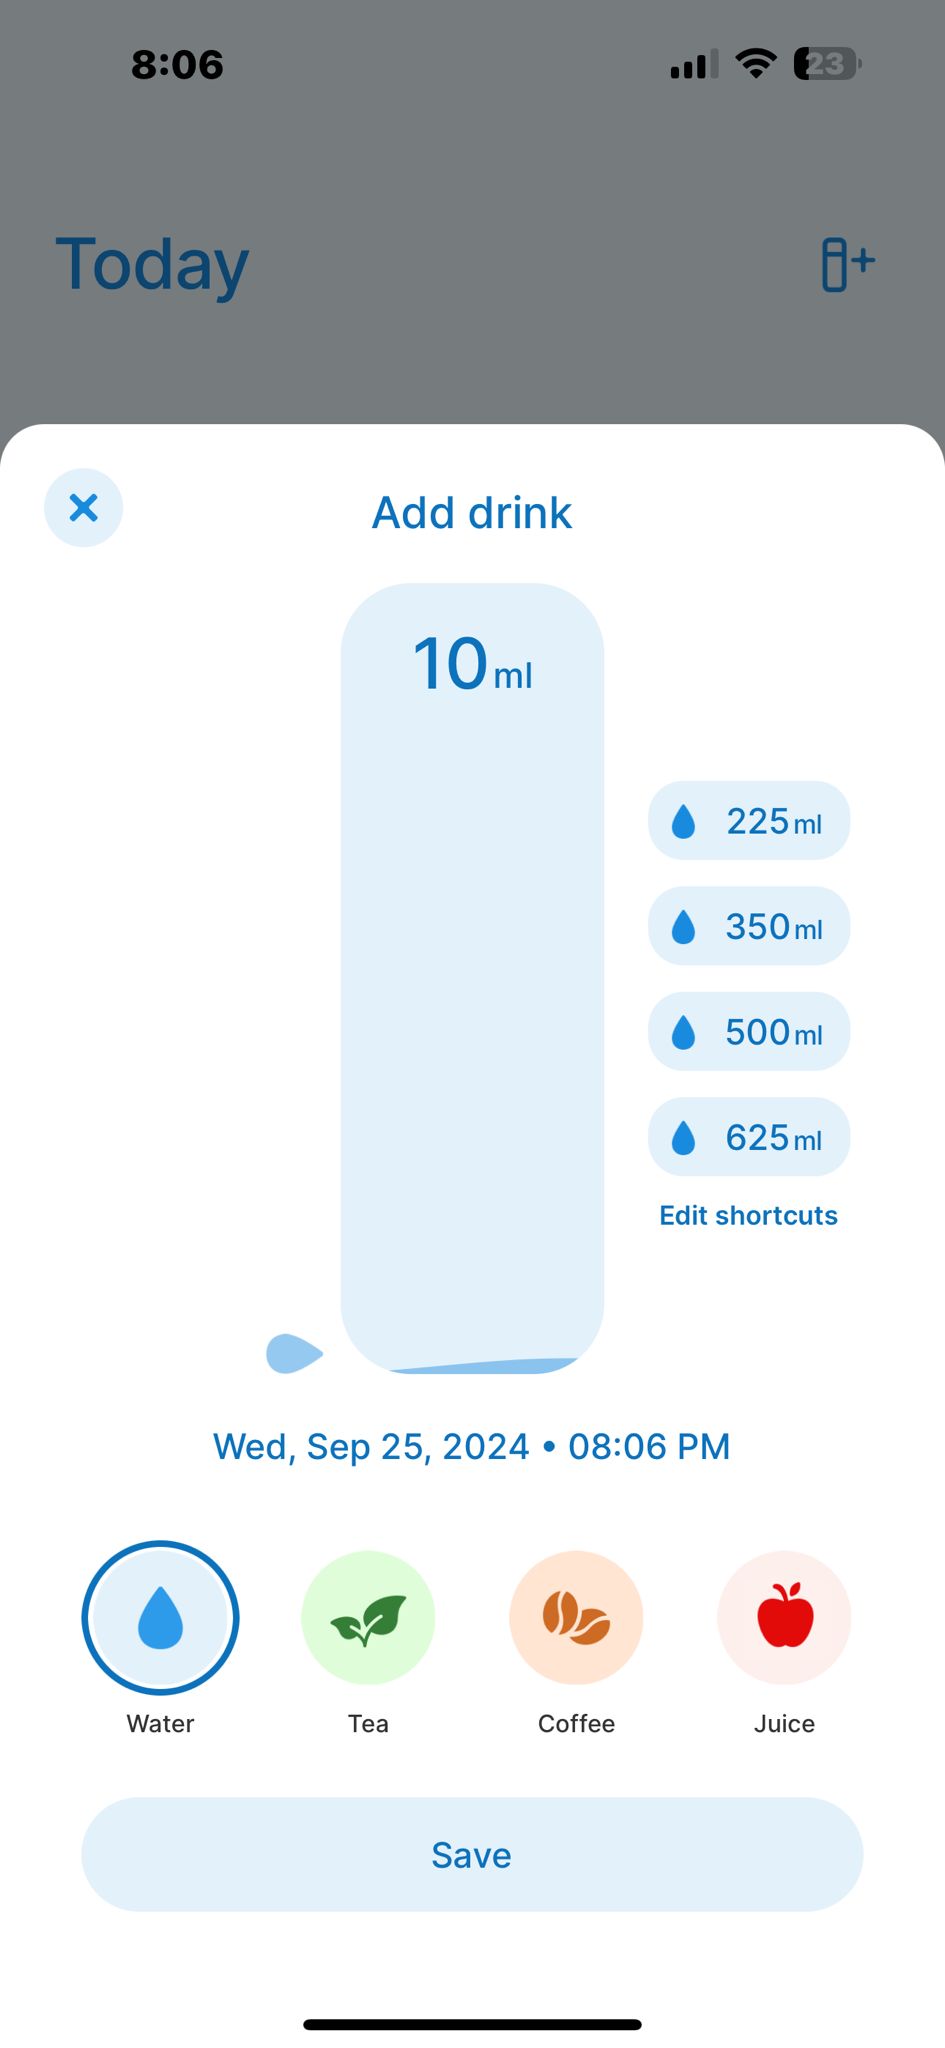 8:06
23
Today
Add drink
10 ml
225 ml
350 ml
500 ml
625 ml
Edit shortcuts
Wed, Sep 25, 2024 • 08:06 PM
Water Tea Coffee Juice
Save